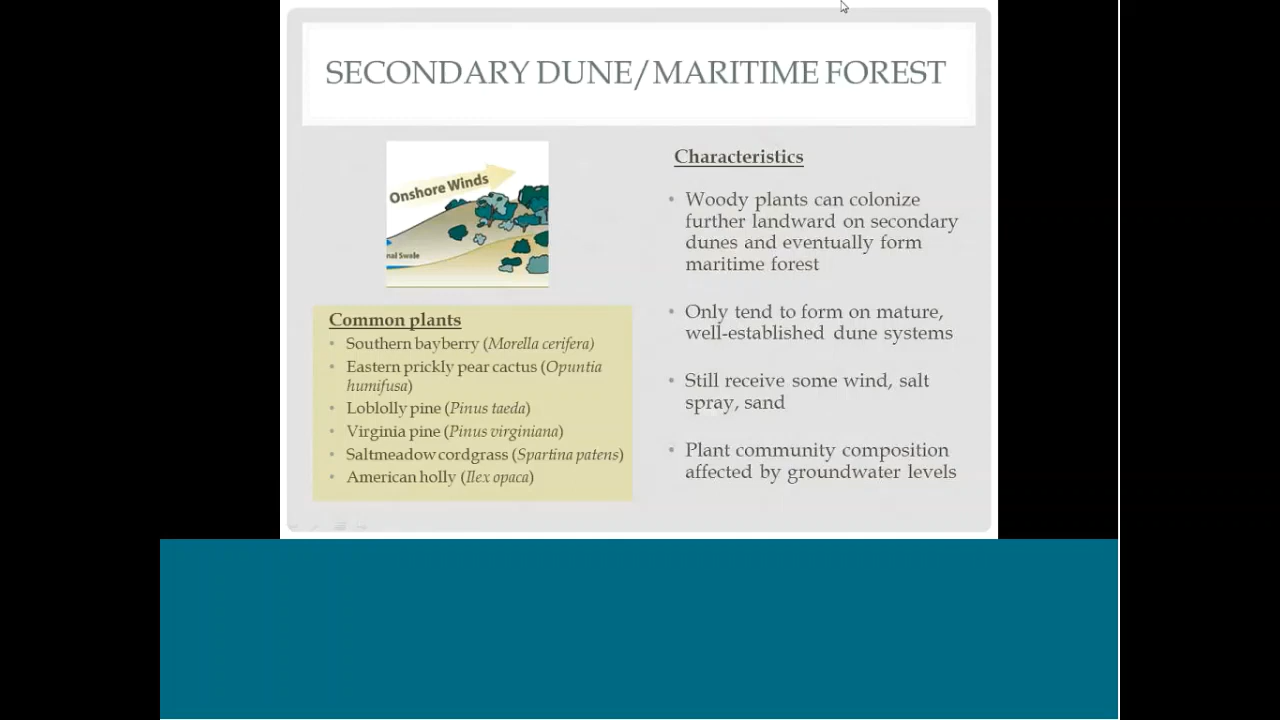 SECONDARY DUNE/MARITIME FOREST
Onshore Winds
nal Swale
Common plants
• Southern bayberry (Morella cerifera)
• Eastern prickly pear cactus (Opuntia
humifusa)
• Loblolly pine (Pinus taeda)
• Virginia pine (Pinus virginiana)
• Saltmeadow cordgrass (Spartina patens)
• American holly (Ilex opaca)
Characteristics
• Woody plants can colonize
further landward on secondary
dunes and eventually form
maritime forest
• Only tend to form on mature,
well-established dune systems
• Still receive some wind, salt
spray, sand
• Plant community composition
affected by groundwater levels